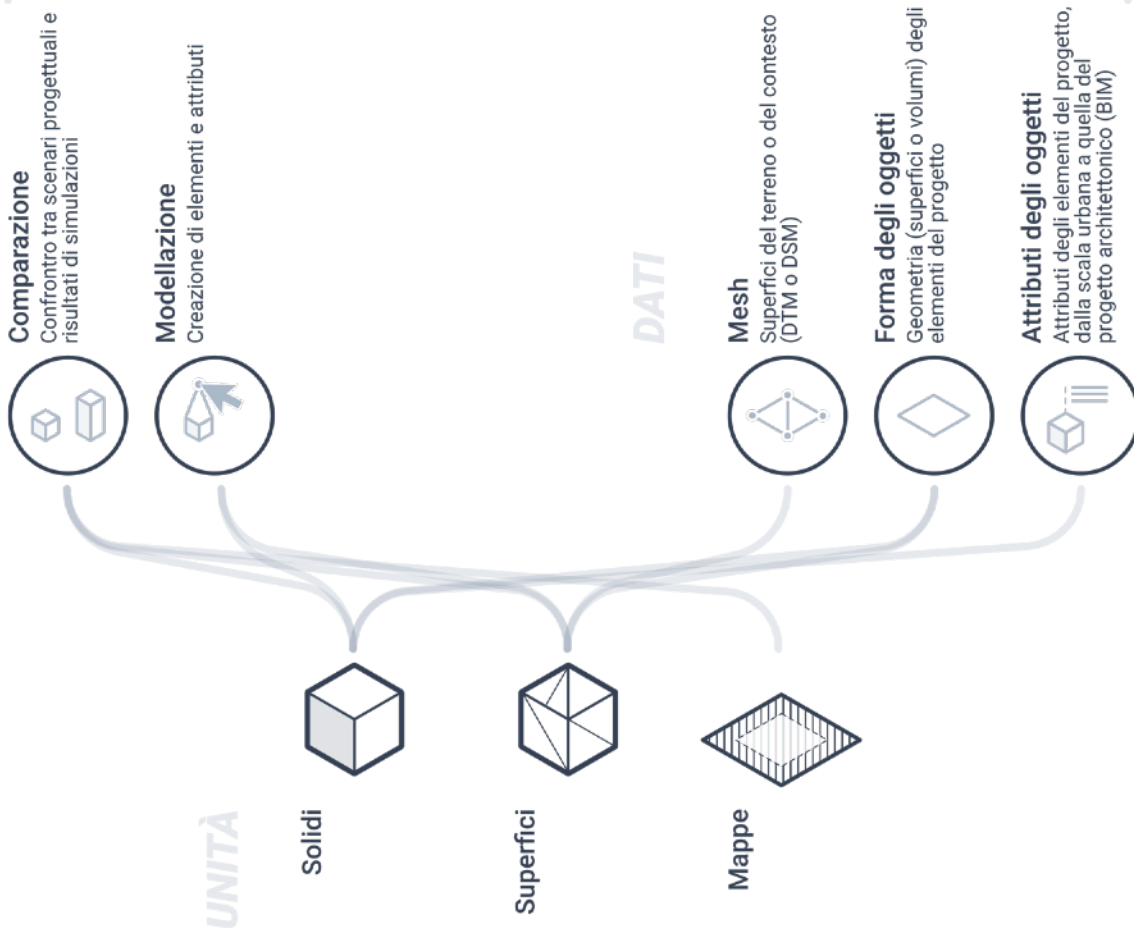 Comparazione
Confrontro tra scenari progettuali e
risultati di simulazioni
Modellazione
Creazione di elementi e attributi
UNITÀ
Solidi
Superfici
Mappe
DATI
Mesh
Superfici del terreno o del contesto
(DTM o DSM)
Forma degli oggetti
Geometria (superfici o volumi) degli
elementi del progetto
Attributi degli oggetti
Attributi degli elementi del progetto,
dalla scala urbana a quella del
progetto architettonico (BIM)